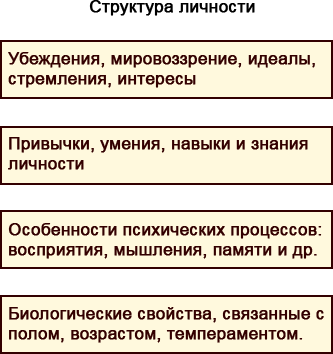 Структура личности
Убеждения, мировоззрение, идеалы,
стремления, интересы
Привычки, умения, навыки и знания
личности
Особенности психических процессов:
восприятия, мышления, памяти и др.
Биологические свойства, связанные с
полом, возрастом, темпераментом.